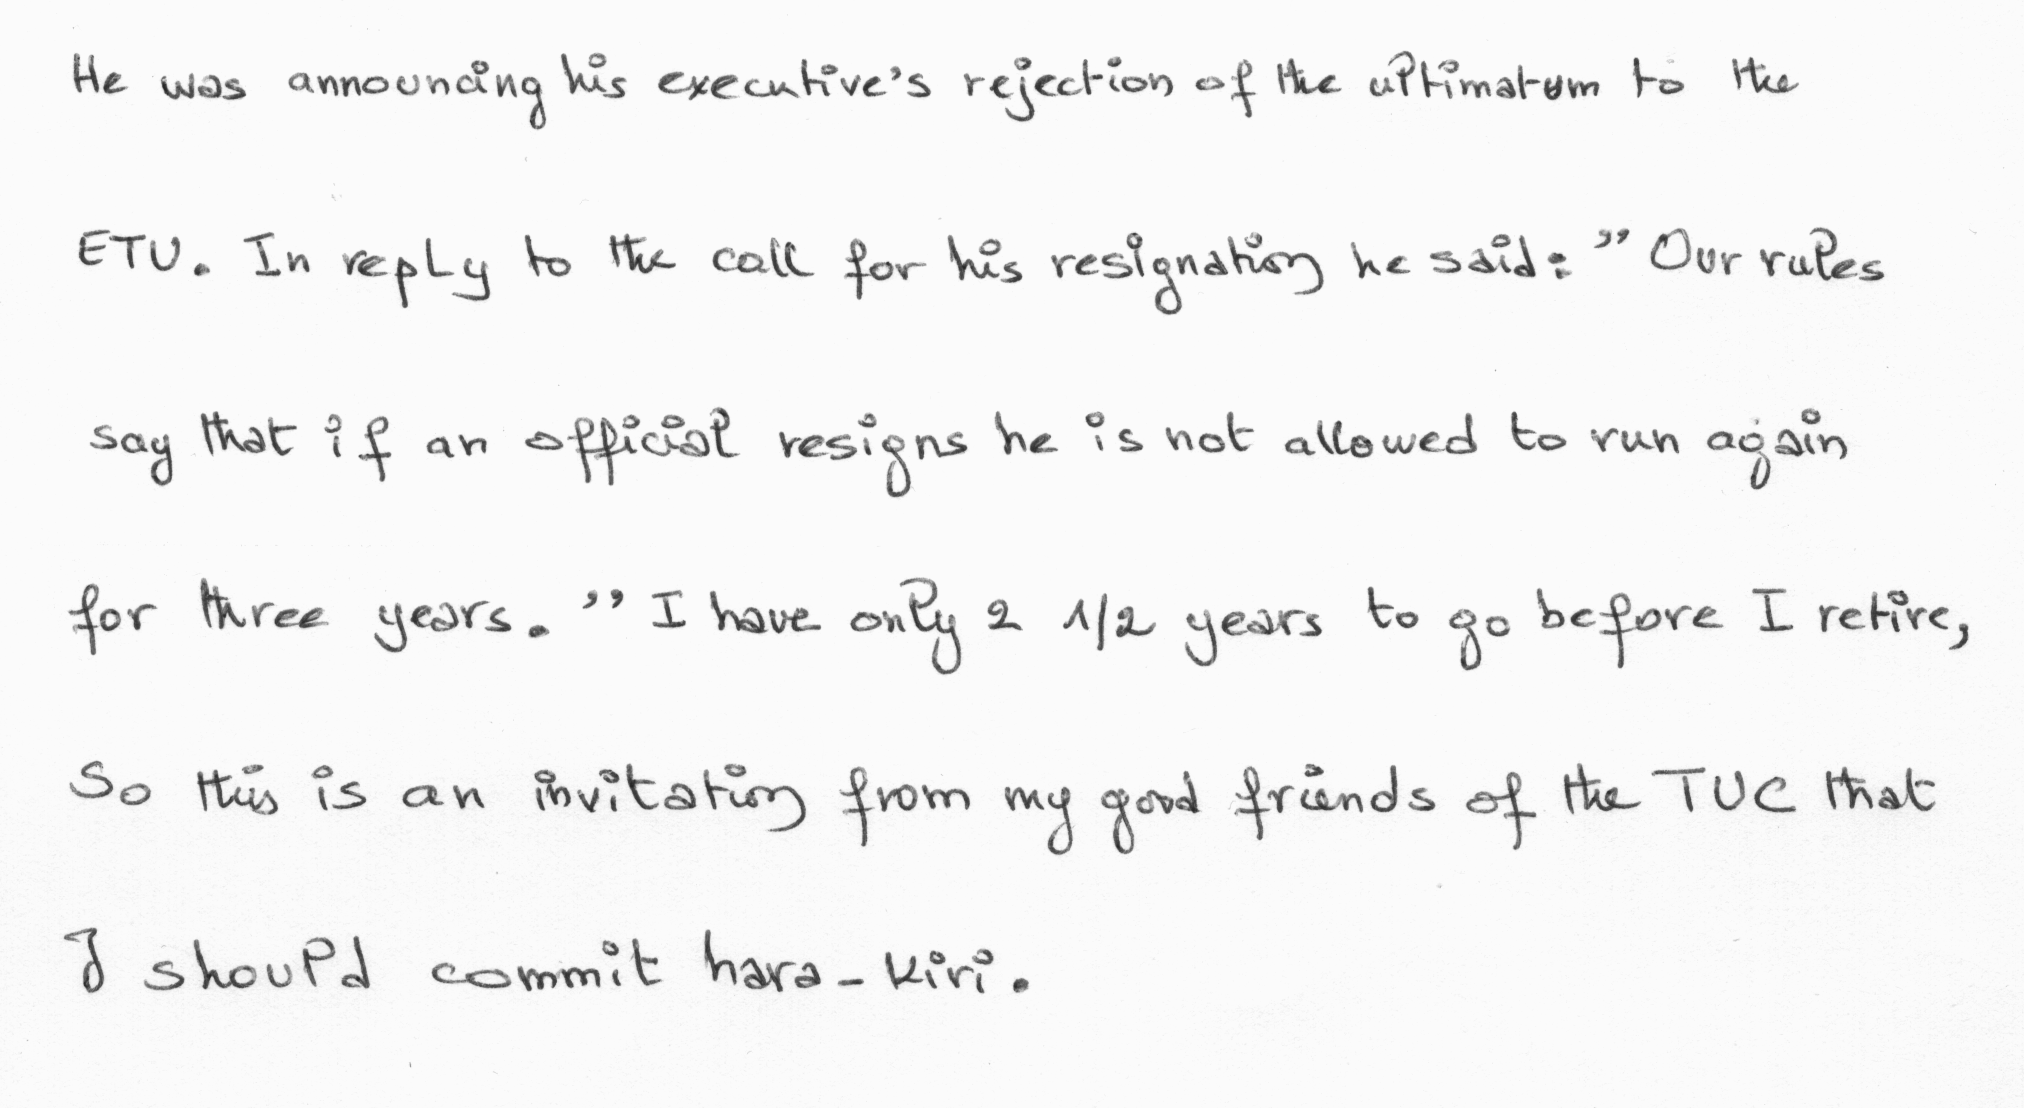 He was announcing his executive's rejection of the ultimatum to the
ETU. In reply to the call for his resignation he said: "Our rules
say that if an official resigns he is not allowed to run again
for three years. "I have only 2 1/2 years to go before I retire,
So this is an invitation from my good friends of the TUC that
I should commit hara-kiri.